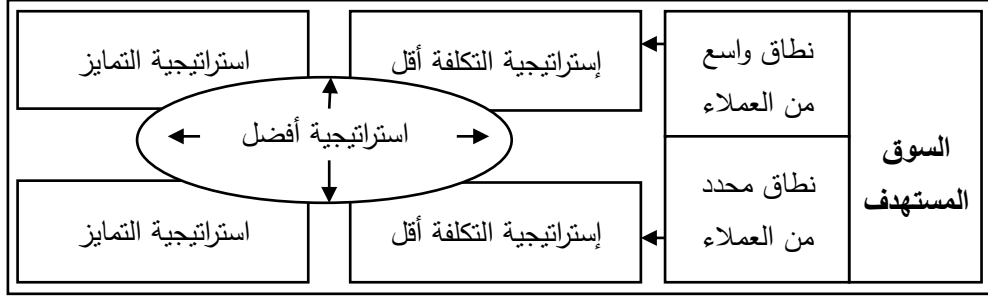 السوق
المستهدف
نطاق واسع
من العملاء
إستراتيجية التكلفة أقل
استراتيجية التمايز
استراتيجية أفضل
نطاق محدد
من العملاء
إستراتيجية التكلفة أقل
استراتيجية التمايز